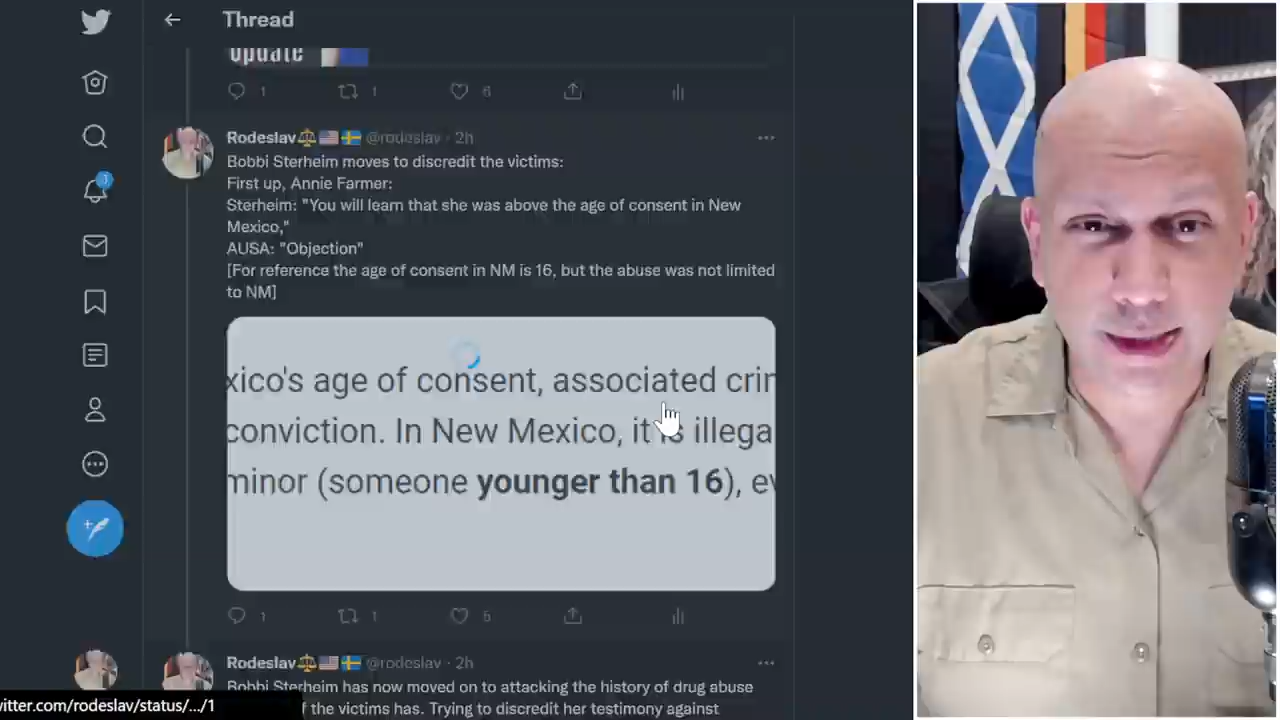 Thread
Update
1 1 6
Rodeslav @rodeslav · 2h
Bobbi Sterheim moves to discredit the victims:
First up, Annie Farmer:
Sterheim: "You will learn that she was above the age of consent in New
Mexico,"
AUSA: "Objection"
[For reference the age of consent in NM is 16, but the abuse was not limited
to NM]
xico's age of consent, associated crim
conviction. In New Mexico, it is illega
minor (someone younger than 16), ev
1 1 5
Rodeslav @rodeslav · 2h
Bobbi Sterheim has now moved on to attacking the history of drug abuse
f the victims has. Trying to discredit her testimony against
witter.com/rodeslav/status/.../1